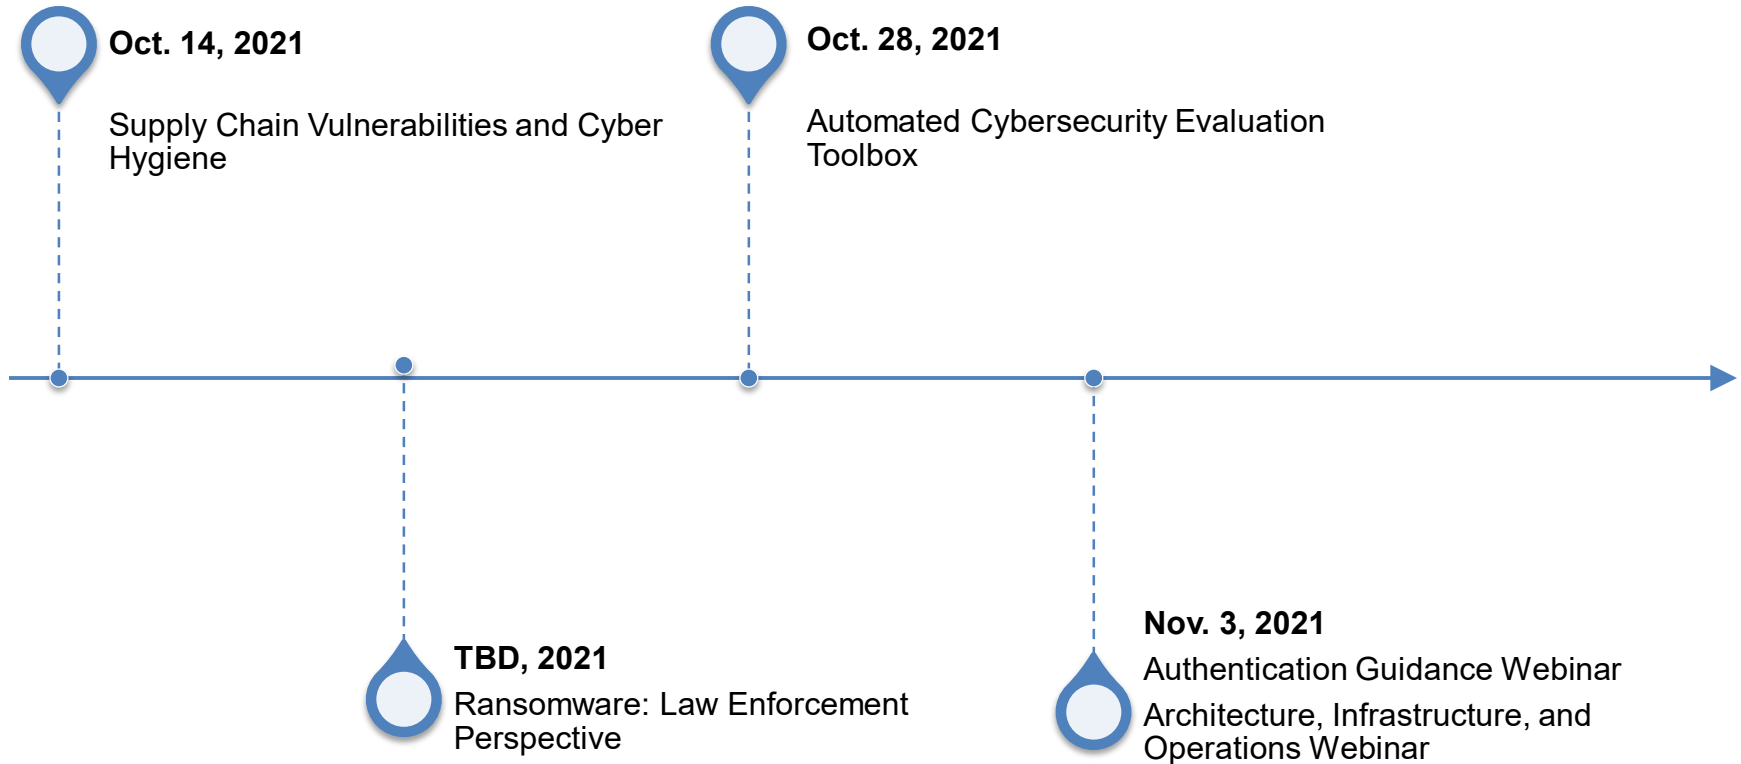 Oct. 14, 2021
Supply Chain Vulnerabilities and Cyber
Hygiene
Oct. 28, 2021
Automated Cybersecurity Evaluation
Toolbox
TBD, 2021
Ransomware: Law Enforcement
Perspective
Nov. 3, 2021
Authentication Guidance Webinar
Architecture, Infrastructure, and
Operations Webinar